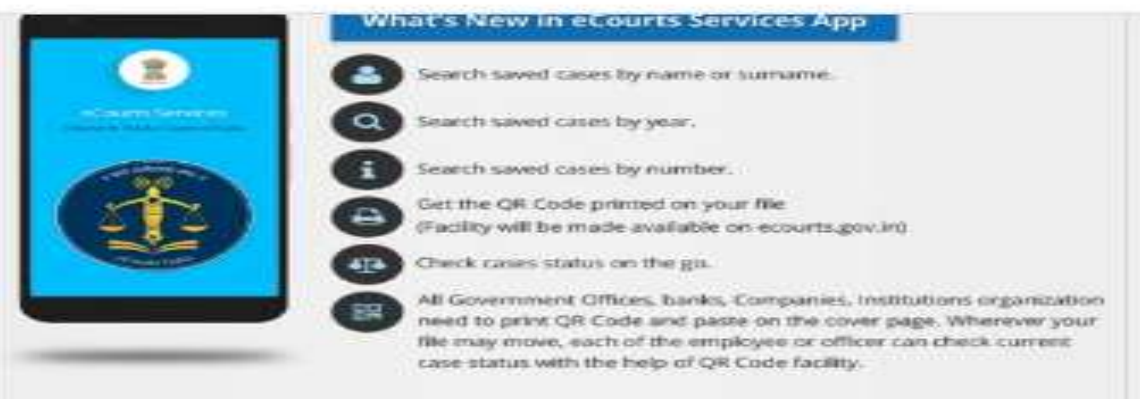 What's New in eCourts Services App
Search saved cases by name or surname.
Search saved cases by year.
Search saved cases by number.
Get the QR Code printed on your file
(Facility will be made available on ecourts.gov.in)
Check cases status on the go.
All Government Offices, banks, Companies, Institutions organization
need to print QR Code and paste on the cover page. Wherever your
file may move, each of the employee or officer can check current
case status with the help of QR Code facility.
eCourts Services